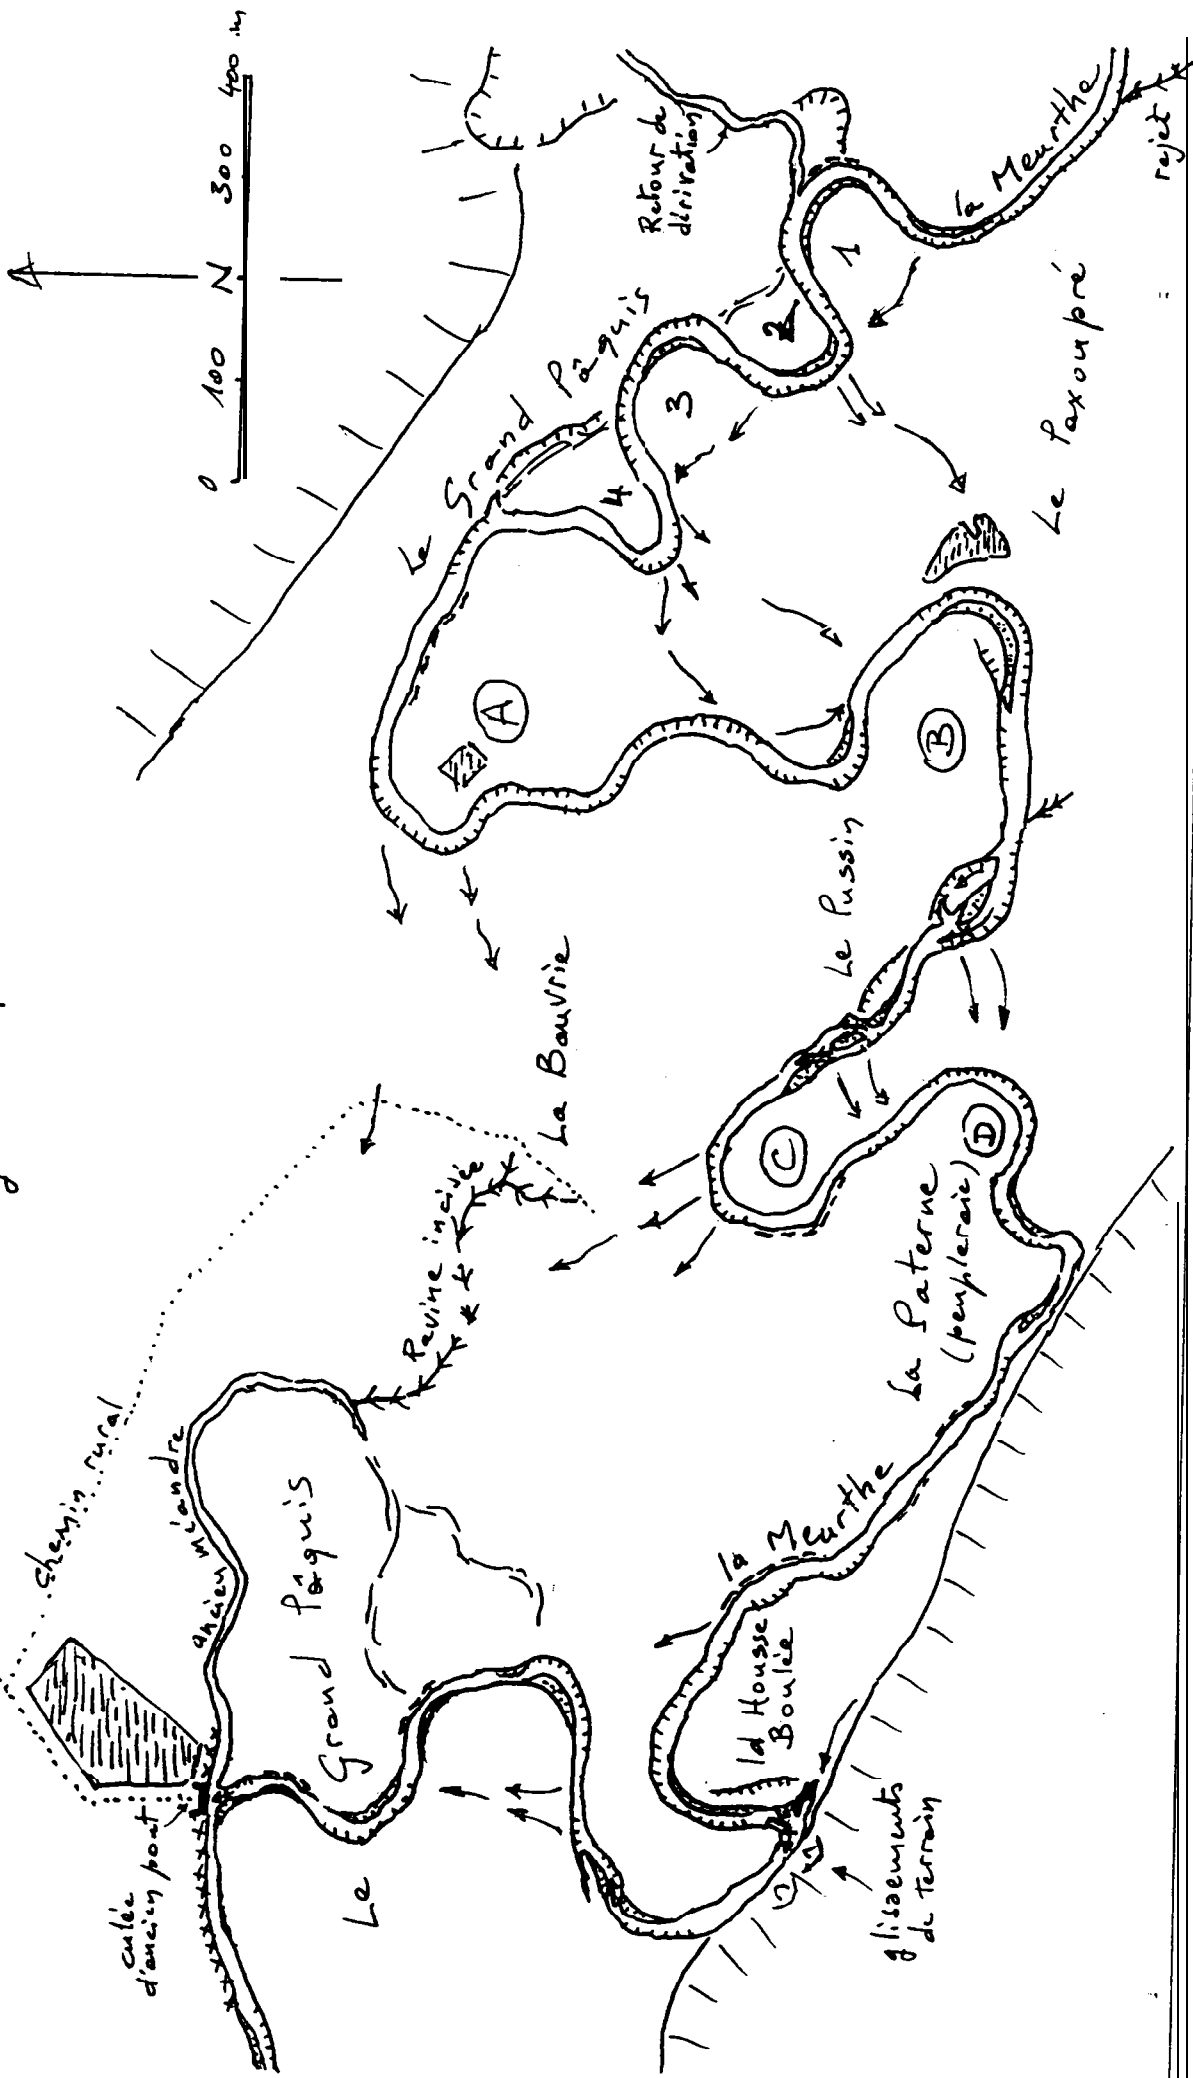 0
100
300
400 m
N
Retour de
dérivation
la Meurthe
rejet
1
2
3
4
Le Grand Pâquis
Le Paxoupré
A
B
Le Pussin
La Bouvrie
C
D
La Paterne
(peupleraie)
Ravine incisée
chemin rural
ancien méandre
Le Grand Pâquis
la Meurthe
la Housse
Boulée
culée
d'ancien pont
glissements
de terrain